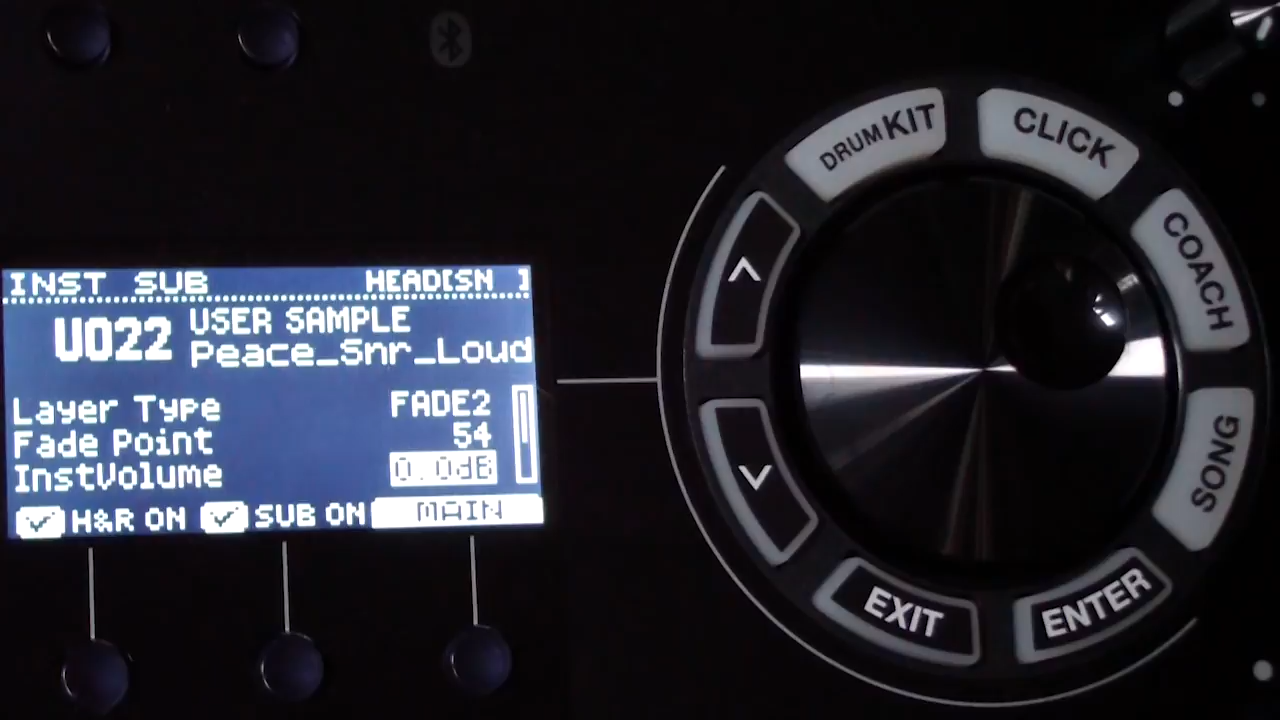 INST SUB HEAD[SN ]
U022 USER SAMPLE
Peace_Snr_Loud
Layer Type FADE2
Fade Point 54
InstVolume 0.0dB
H&R ON SUB ON MAIN
DRUM KIT
CLICK
COACH
SONG
EXIT
ENTER